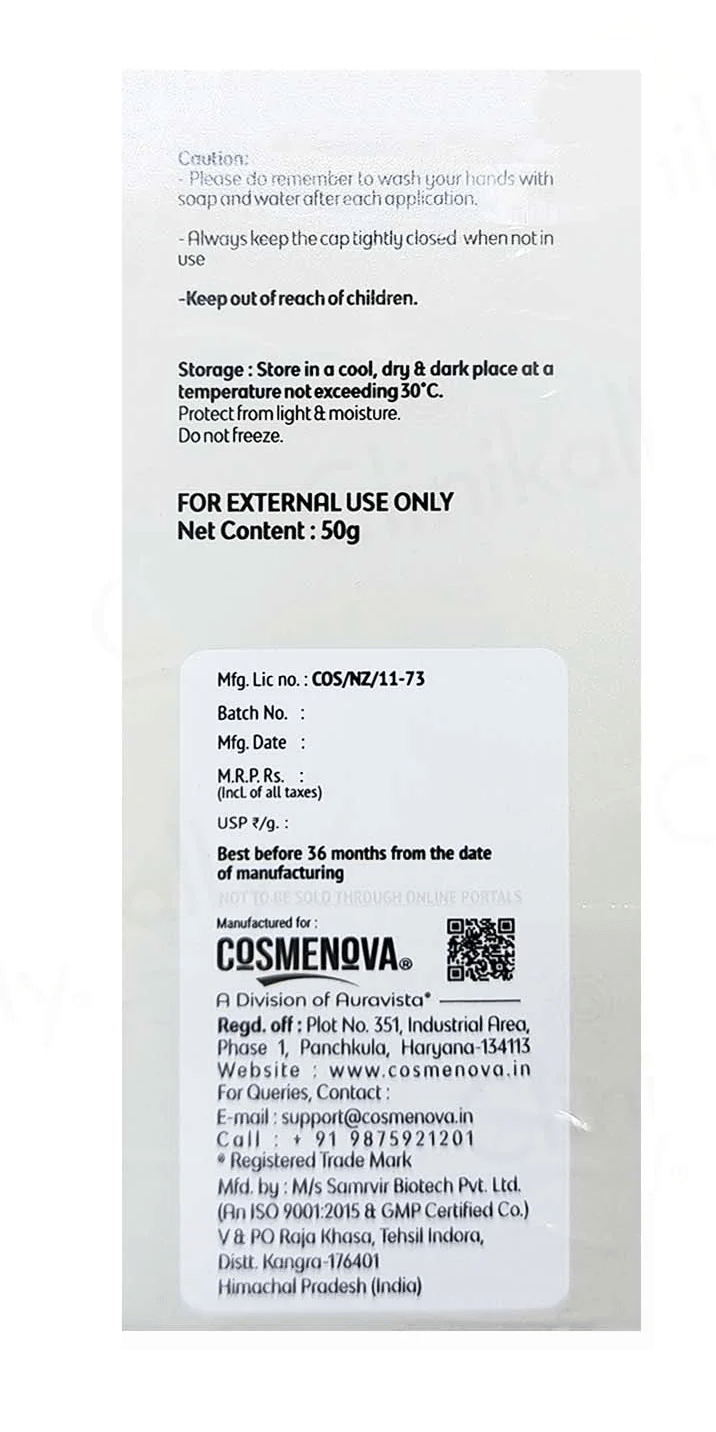 Caution:
- Please do remember to wash your hands with
soap and water after each application.
- Always keep the cap tightly closed when not in
use
-Keep out of reach of children.
Storage : Store in a cool, dry & dark place at a
temperature not exceeding 30°C.
Protect from light & moisture.
Do not freeze.
FOR EXTERNAL USE ONLY
Net Content : 50g
Mfg. Lic no. : COS/NZ/11-73
Batch No. :
Mfg. Date :
M.R.P. Rs. :
(Incl. of all taxes)
USP ₹/g. :
Best before 36 months from the date
of manufacturing
NOT TO BE SOLD THROUGH ONLINE PORTALS
Manufactured for :
COSMENOVA®
A Division of Auravista*
Regd. off : Plot No. 351, Industrial Area,
Phase 1, Panchkula, Haryana-134113
Website : www.cosmenova.in
For Queries, Contact :
E-mail : support@cosmenova.in
Call : + 91 9875921201
* Registered Trade Mark
Mfd. by : M/s Samrvir Biotech Pvt. Ltd.
(An ISO 9001:2015 & GMP Certified Co.)
V & PO Raja Khasa, Tehsil Indora,
Distt. Kangra-176401
Himachal Pradesh (India)